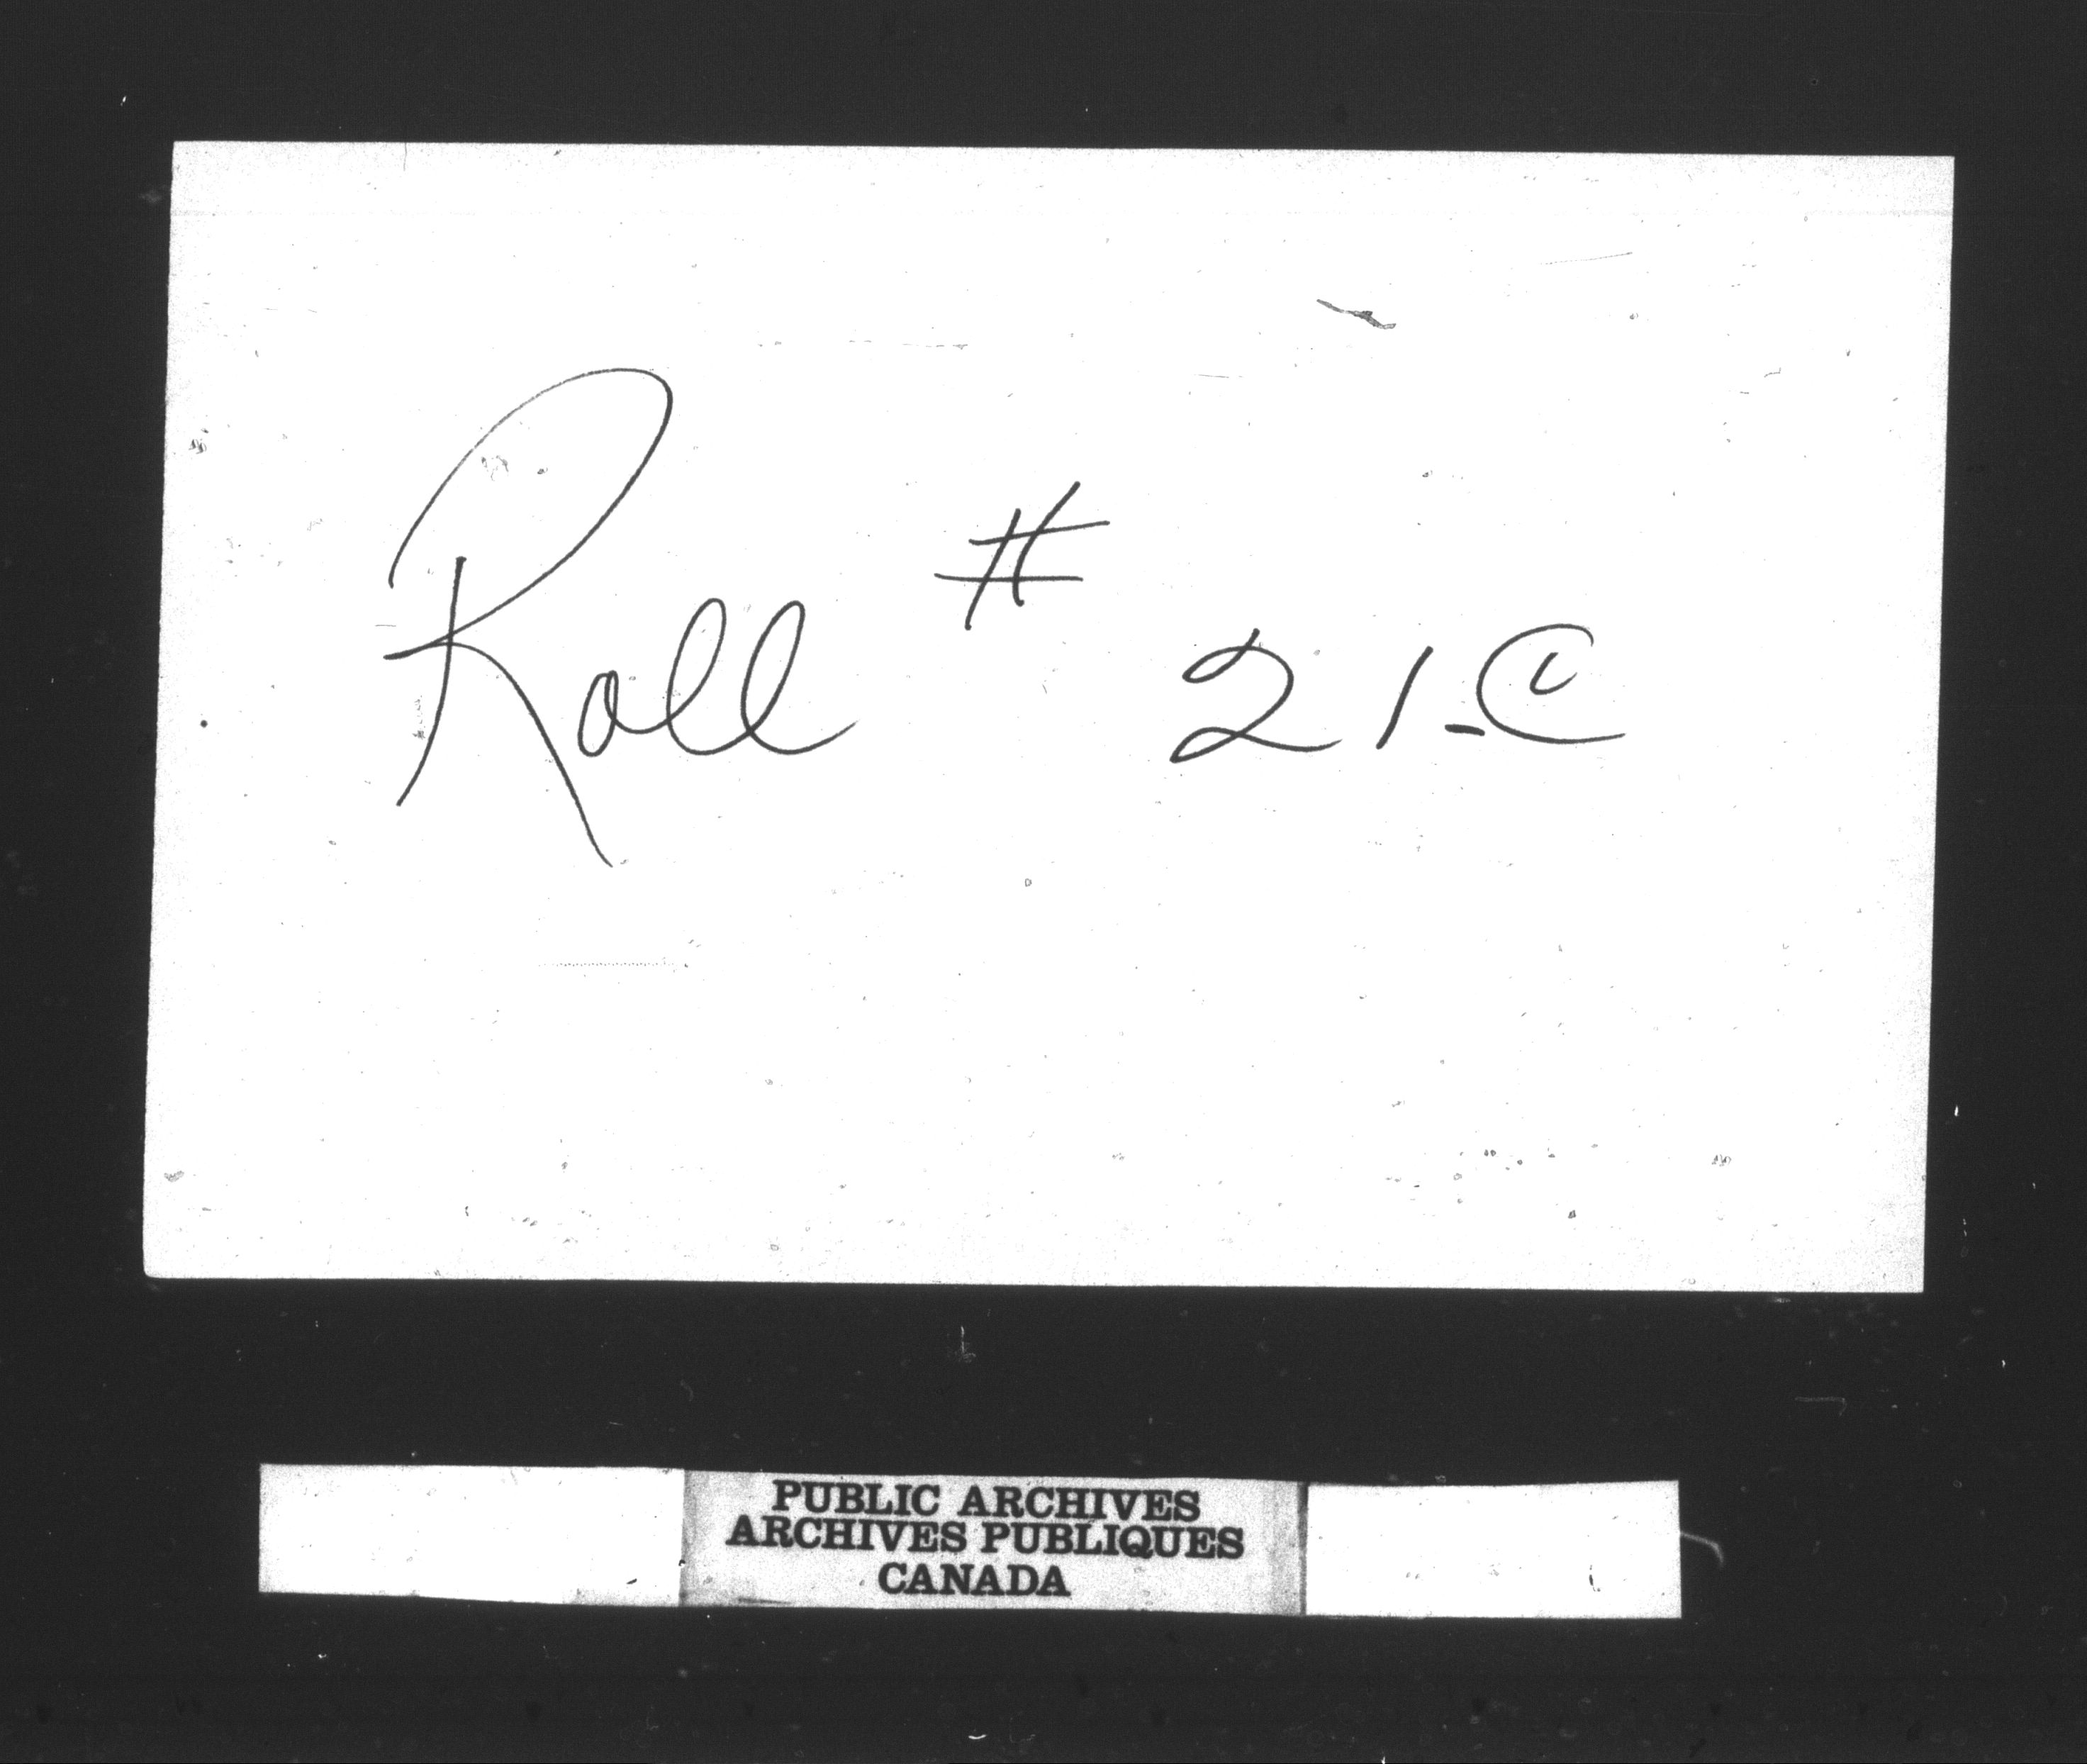 Roll # 21-C
PUBLIC ARCHIVES
ARCHIVES PUBLIQUES
CANADA